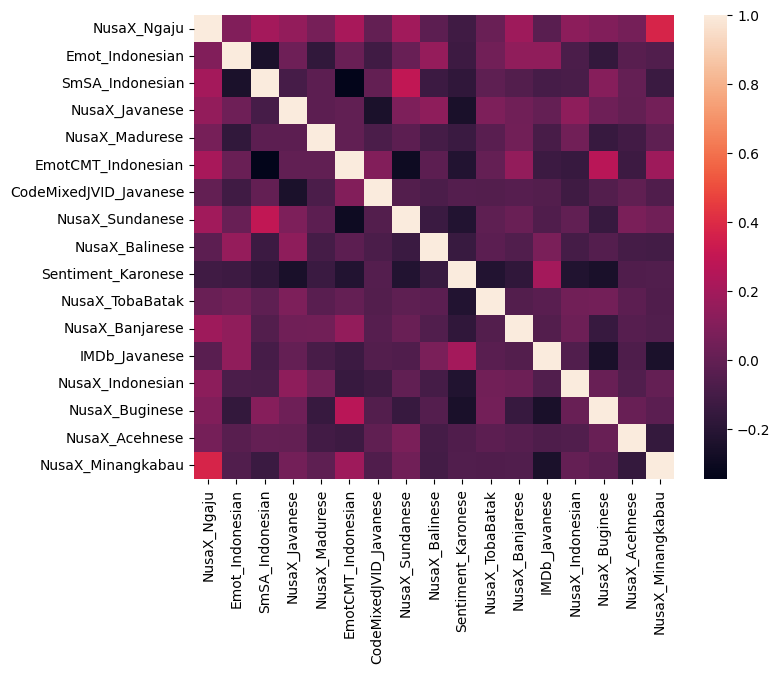 NusaX_Ngaju
Emot_Indonesian
SmSA_Indonesian
NusaX_Javanese
NusaX_Madurese
EmotCMT_Indonesian
CodeMixedJVID_Javanese
NusaX_Sundanese
NusaX_Balinese
Sentiment_Karonese
NusaX_TobaBatak
NusaX_Banjarese
IMDb_Javanese
NusaX_Indonesian
NusaX_Buginese
NusaX_Acehnese
NusaX_Minangkabau
NusaX_Ngaju
Emot_Indonesian
SmSA_Indonesian
NusaX_Javanese
NusaX_Madurese
EmotCMT_Indonesian
CodeMixedJVID_Javanese
NusaX_Sundanese
NusaX_Balinese
Sentiment_Karonese
NusaX_TobaBatak
NusaX_Banjarese
IMDb_Javanese
NusaX_Indonesian
NusaX_Buginese
NusaX_Acehnese
NusaX_Minangkabau
1.0
0.8
0.6
0.4
0.2
0.0
−0.2